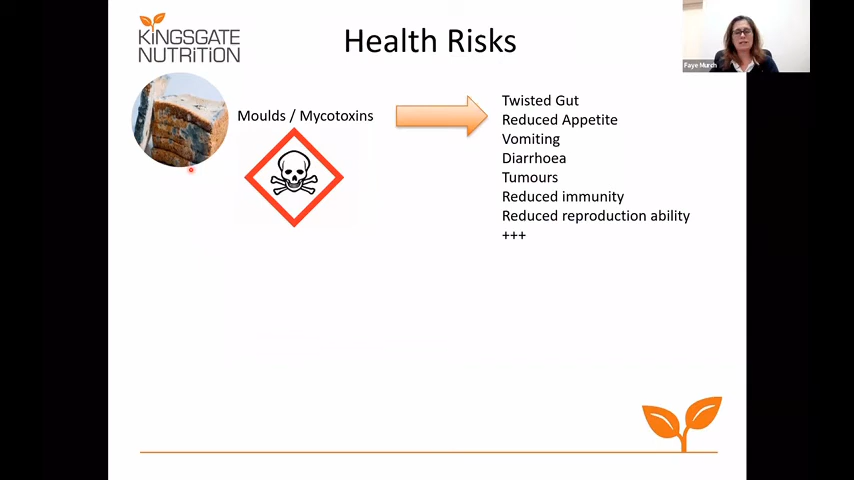 KINGSGATE
NUTRITION
Health Risks
Faye Murch
Moulds / Mycotoxins
Twisted Gut
Reduced Appetite
Vomiting
Diarrhoea
Tumours
Reduced immunity
Reduced reproduction ability
+++